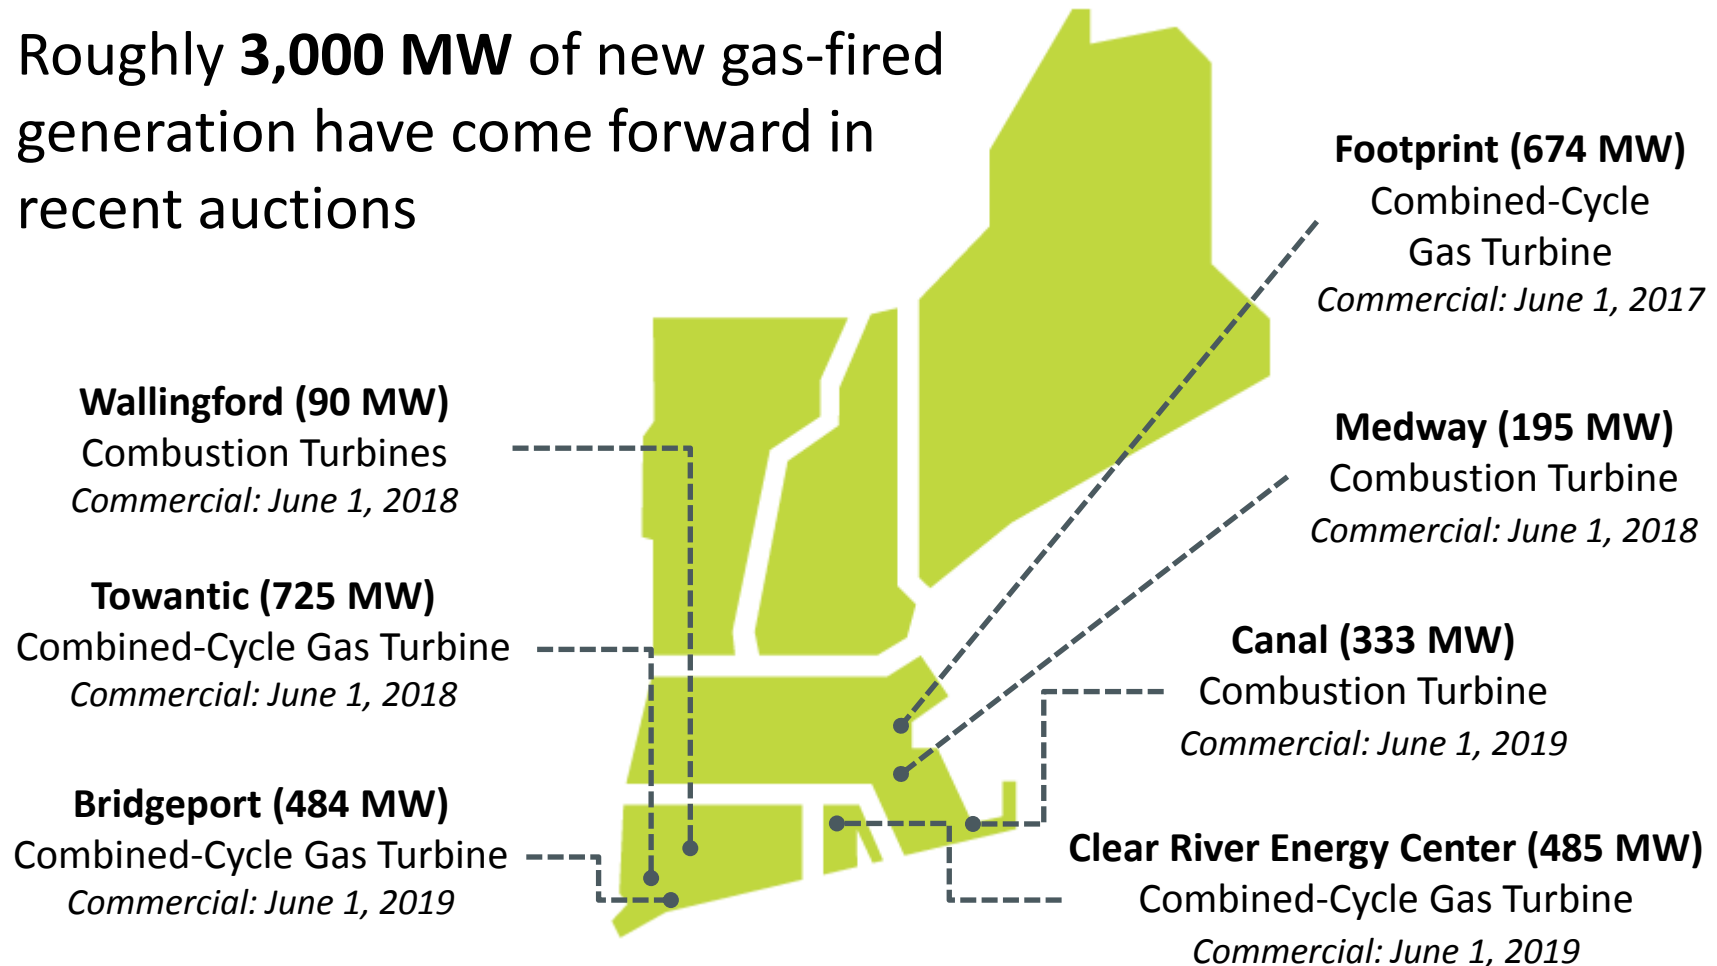 Roughly 3,000 MW of new gas-fired
generation have come forward in
recent auctions
Footprint (674 MW)
Combined-Cycle
Gas Turbine
Commercial: June 1, 2017
Wallingford (90 MW)
Combustion Turbines
Commercial: June 1, 2018
Medway (195 MW)
Combustion Turbine
Commercial: June 1, 2018
Towantic (725 MW)
Combined-Cycle Gas Turbine
Commercial: June 1, 2018
Canal (333 MW)
Combustion Turbine
Commercial: June 1, 2019
Bridgeport (484 MW)
Combined-Cycle Gas Turbine
Commercial: June 1, 2019
Clear River Energy Center (485 MW)
Combined-Cycle Gas Turbine
Commercial: June 1, 2019